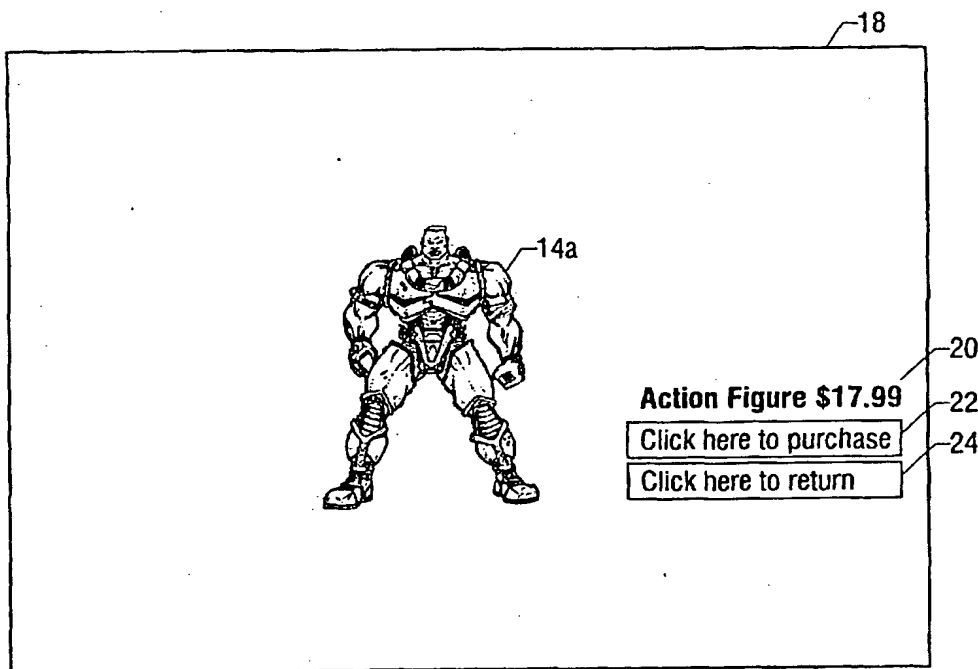 18
14a
20
Action Figure $17.99
22
Click here to purchase
24
Click here to return